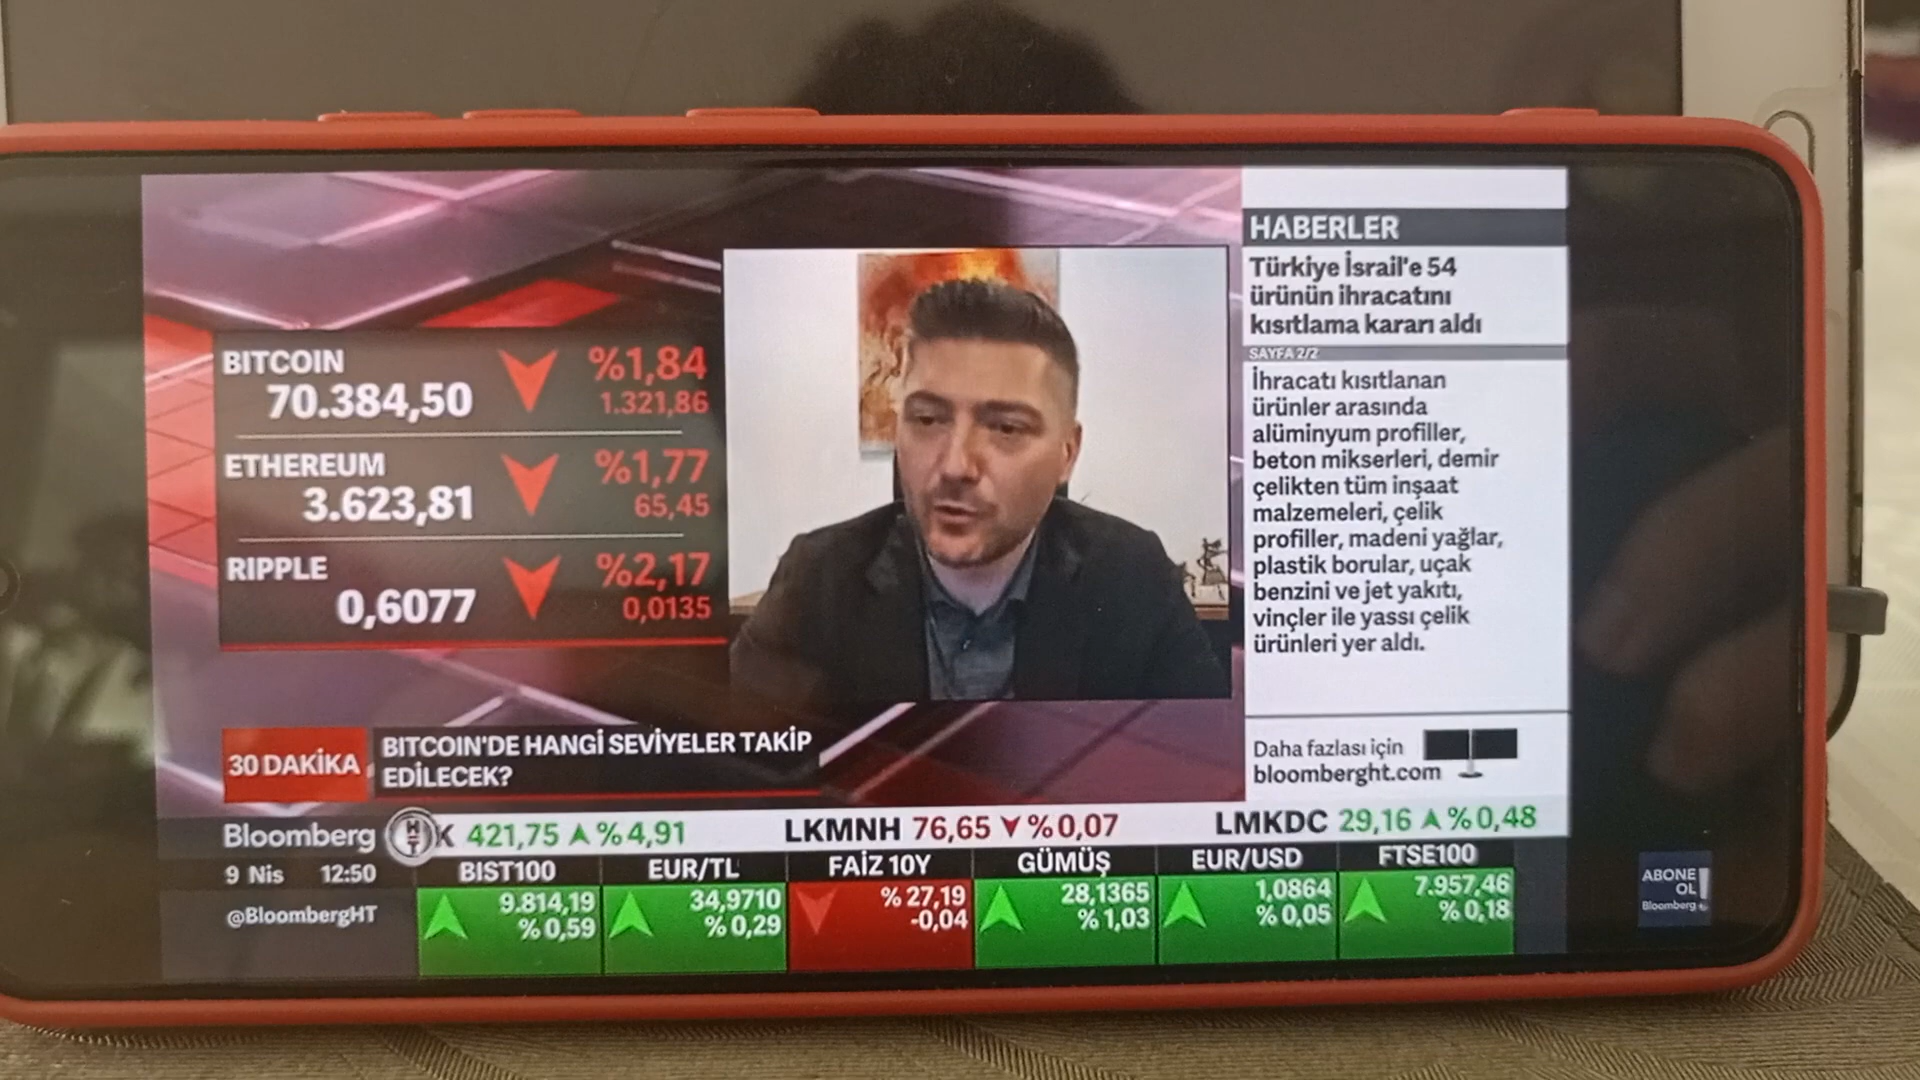 BITCOIN
70.384,50
%1,84
1.321,86
ETHEREUM
3.623,81
%1,77
65,45
RIPPLE
0,6077
%2,17
0,0135
HABERLER
Türkiye İsrail'e 54
ürünün ihracatını
kısıtlama kararı aldı
SAYFA 2/2
İhracatı kısıtlanan
ürünler arasında
alüminyum profiller,
beton mikserleri, demir
çelikten tüm inşaat
malzemeleri, çelik
profiller, madeni yağlar,
plastik borular, uçak
benzini ve jet yakıtı,
vinçler ile yassı çelik
ürünleri yer aldı.
Daha fazlası için
bloomberght.com
30 DAKİKA
BITCOIN'DE HANGİ SEVİYELER TAKİP
EDİLECEK?
Bloomberg HT
K 421,75 %4,91 LKMNH 76,65 %0,07 LMKDC 29,16 %0,48
9 Nis 12:50
@BloombergHT
BIST100
9.814,19
%0,59
EUR/TL
34,9710
%0,29
FAİZ 10Y
%27,19
-0,04
GÜMÜŞ
28,1365
%1,03
EUR/USD
1,0864
%0,05
FTSE100
7.957,46
%0,18
ABONE
OL!
Bloomberg